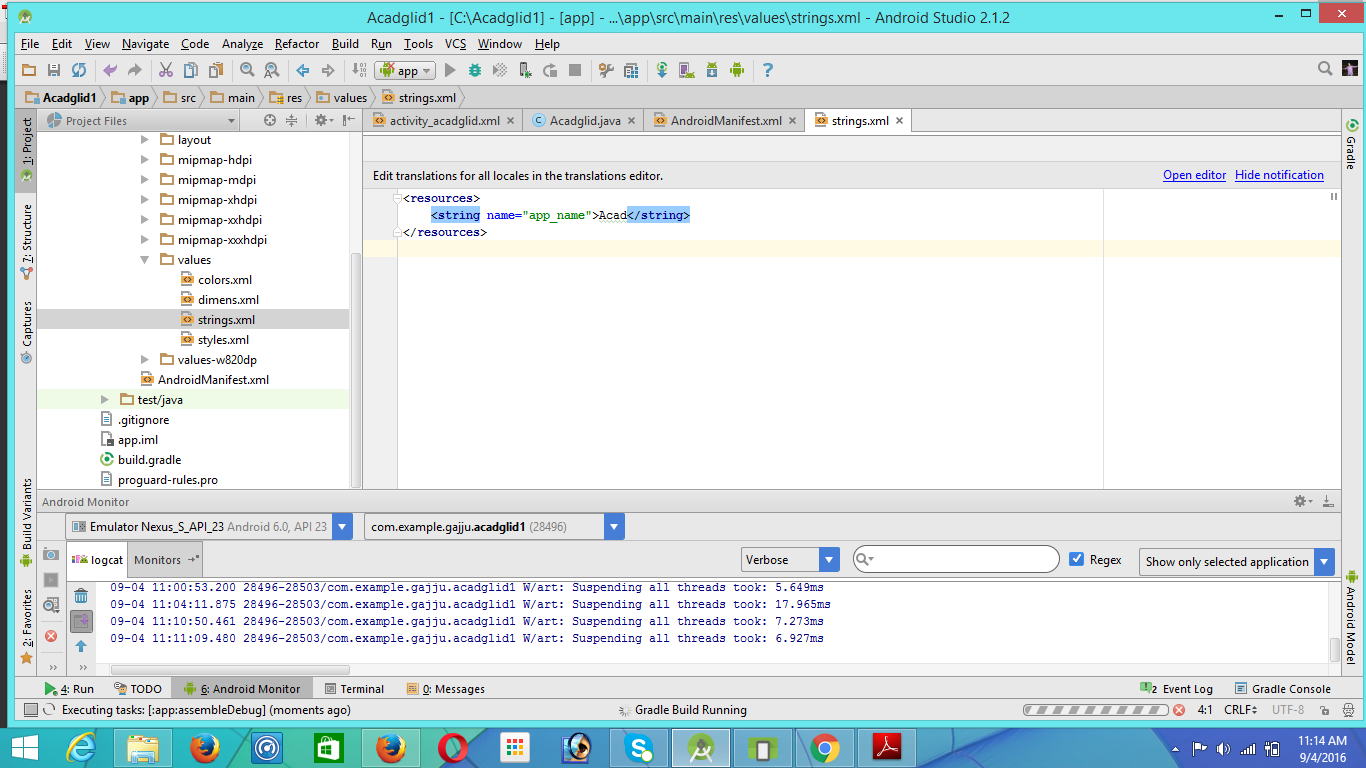 Acadglid1 - [C:\Acadglid1] - [app] - ...\app\src\main\res\values\strings.xml - Android Studio 2.1.2
File Edit View Navigate Code Analyze Refactor Build Run Tools VCS Window Help
app
Acadglid1 app src main res values strings.xml
1: Project
7: Structure
Captures
Build Variants
2: Favorites
Project Files
layout
mipmap-hdpi
mipmap-mdpi
mipmap-xhdpi
mipmap-xxhdpi
mipmap-xxxhdpi
values
colors.xml
dimens.xml
strings.xml
styles.xml
values-w820dp
AndroidManifest.xml
test/java
.gitignore
app.iml
build.gradle
proguard-rules.pro
activity_acadglid.xml Acadglid.java AndroidManifest.xml strings.xml
Edit translations for all locales in the translations editor. Open editor Hide notification
<resources>
<string name="app_name">Acad</string>
</resources>
Gradle
Android Model
Android Monitor
Emulator Nexus_S_API_23 Android 6.0, API 23 com.example.gajju.acadglid1 (28496)
logcat Monitors Verbose Regex Show only selected application
09-04 11:00:53.200 28496-28503/com.example.gajju.acadglid1 W/art: Suspending all threads took: 5.649ms
09-04 11:04:11.875 28496-28503/com.example.gajju.acadglid1 W/art: Suspending all threads took: 17.965ms
09-04 11:10:50.461 28496-28503/com.example.gajju.acadglid1 W/art: Suspending all threads took: 7.273ms
09-04 11:11:09.480 28496-28503/com.example.gajju.acadglid1 W/art: Suspending all threads took: 6.927ms
4: Run TODO 6: Android Monitor Terminal 0: Messages 2 Event Log Gradle Console
Executing tasks: [:app:assembleDebug] (moments ago) Gradle Build Running 4:1 CRLF UTF-8
11:14 AM
9/4/2016